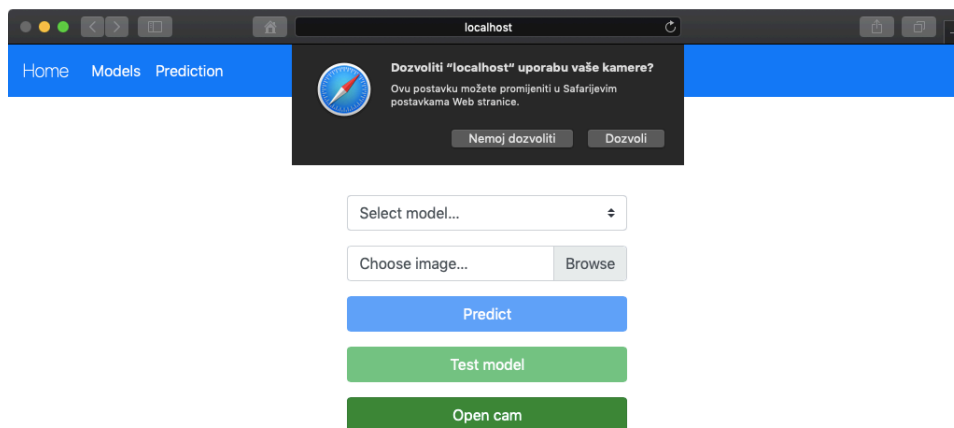 localhost
Home Models Prediction
Dozvoliti “localhost“ uporabu vaše kamere?
Ovu postavku možete promijeniti u Safarijevim
postavkama Web stranice.
Nemoj dozvoliti Dozvoli
Select model...
Choose image... Browse
Predict
Test model
Open cam